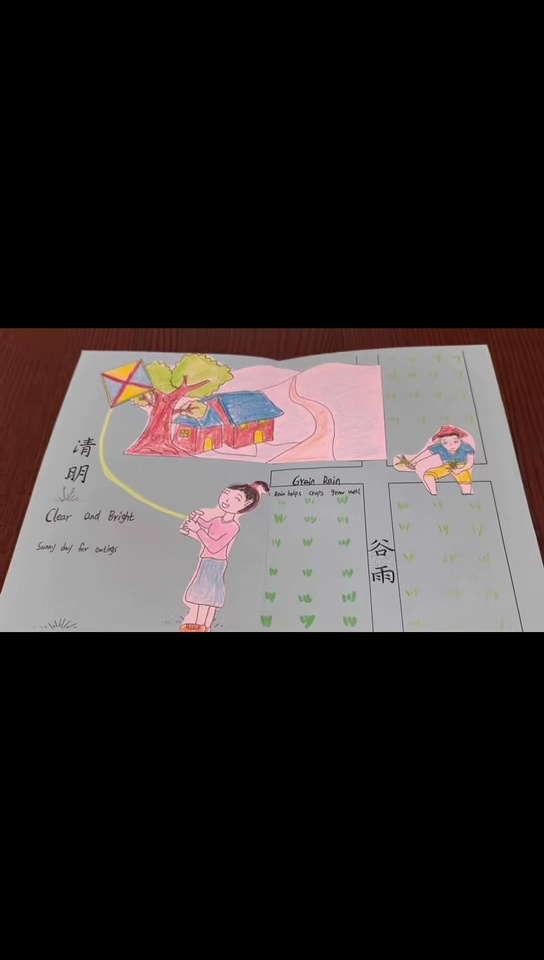 清
明
Clear and Bright
Sunny day for outings
Grain Rain
Rain helps crops grow well
谷
雨